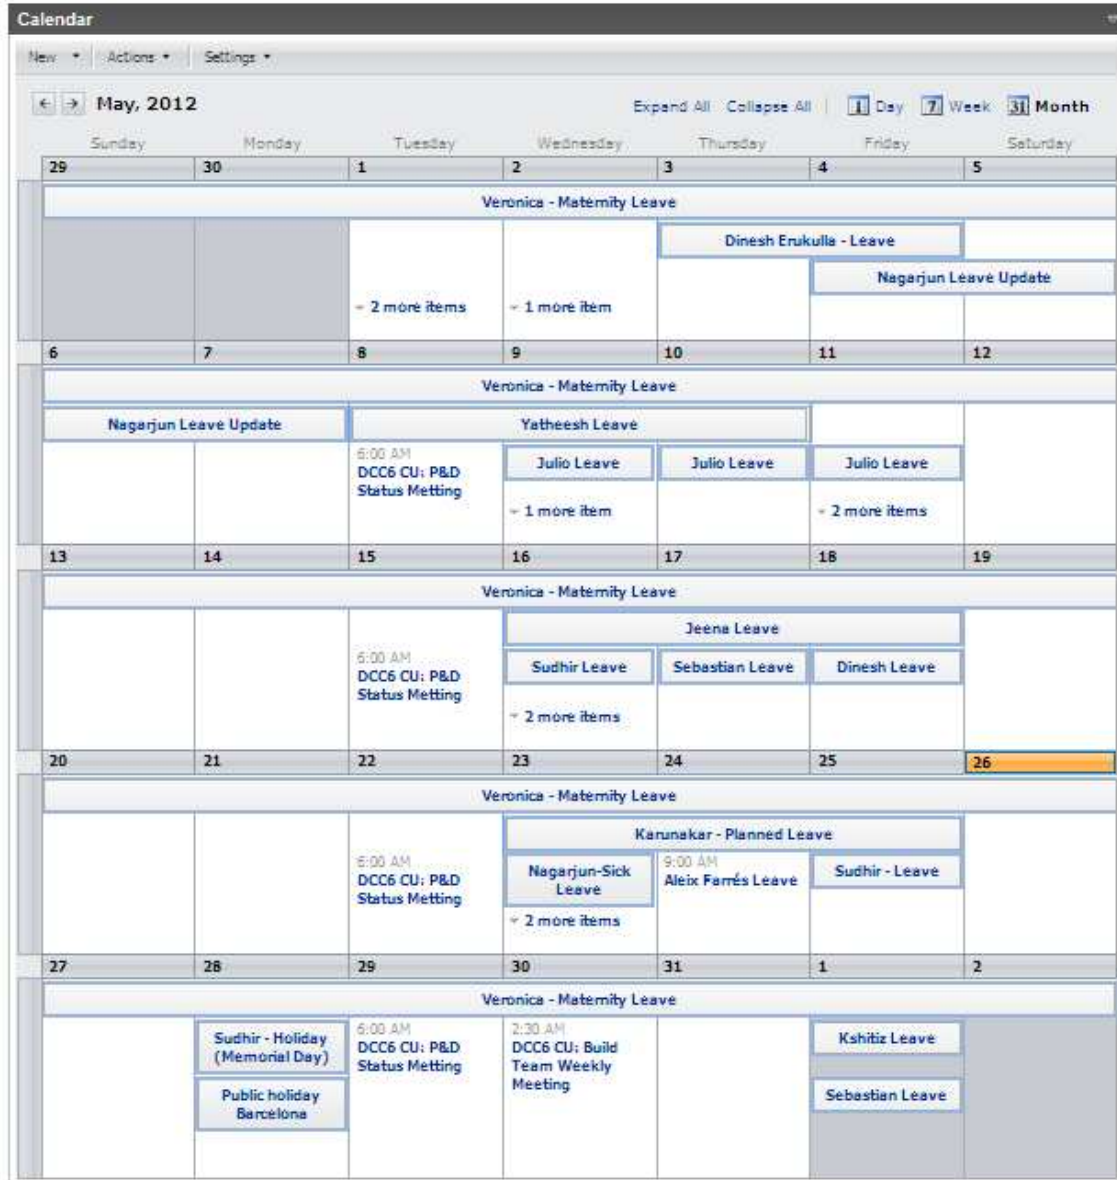 Calendar
New Actions Settings
May, 2012 Expand All Collapse All 1 Day 7 Week 31 Month
Sunday Monday Tuesday Wednesday Thursday Friday Saturday
29 30 1 2 3 4 5
Veronica - Maternity Leave
Dinesh Erukulla - Leave
Nagarjun Leave Update
2 more items 1 more item
6 7 8 9 10 11 12
Veronica - Maternity Leave
Nagarjun Leave Update Yatheesh Leave
6:00 AM
DCC6 CU: P&D
Status Metting
Julio Leave Julio Leave Julio Leave
1 more item 2 more items
13 14 15 16 17 18 19
Veronica - Maternity Leave
Jeena Leave
6:00 AM
DCC6 CU: P&D
Status Metting
Sudhir Leave Sebastian Leave Dinesh Leave
2 more items
20 21 22 23 24 25 26
Veronica - Maternity Leave
Karunakar - Planned Leave
6:00 AM
DCC6 CU: P&D
Status Metting
Nagarjun-Sick
Leave
2 more items
9:00 AM
Aleix Farrés Leave
Sudhir - Leave
27 28 29 30 31 1 2
Veronica - Maternity Leave
Sudhir - Holiday
(Memorial Day)
Public holiday
Barcelona
6:00 AM
DCC6 CU: P&D
Status Metting
2:30 AM
DCC6 CU: Build
Team Weekly
Meeting
Kshitiz Leave
Sebastian Leave